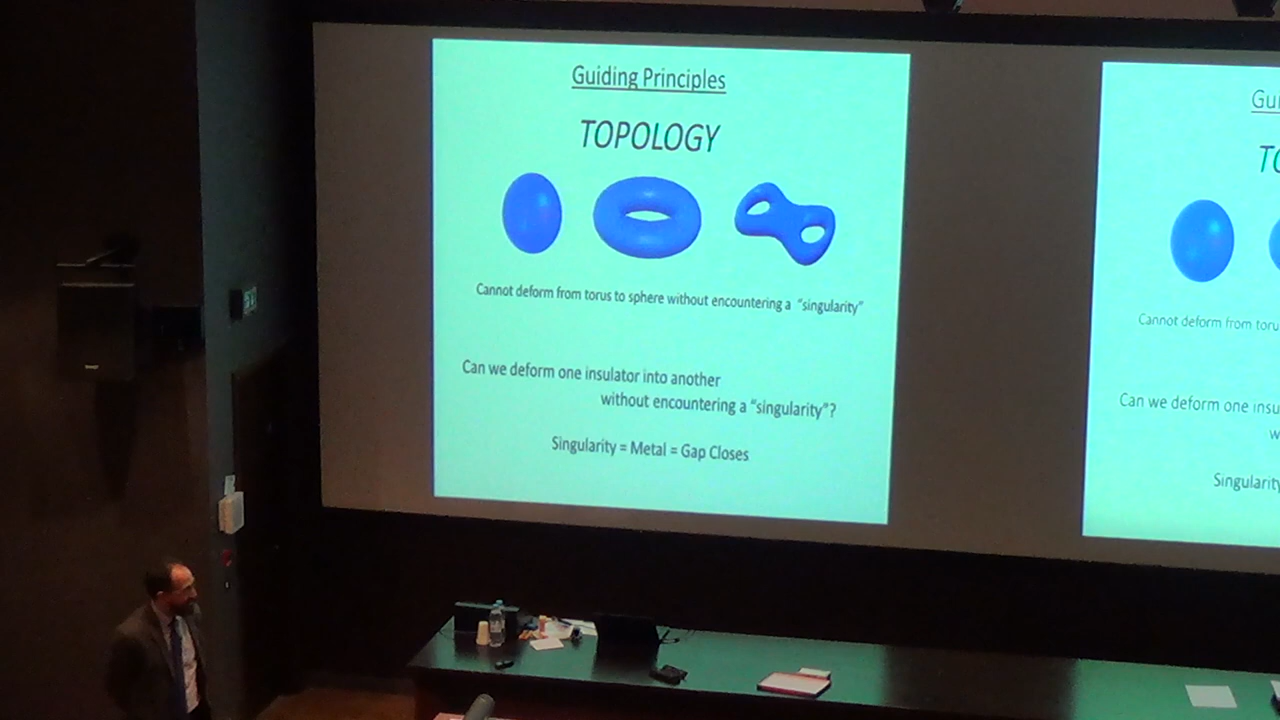 Guiding Principles
TOPOLOGY
Cannot deform from torus to sphere without encountering a "singularity"
Can we deform one insulator into another
without encountering a "singularity"?
Singularity = Metal = Gap Closes
Gui
TO
Cannot deform from toru
Can we deform one insu
w
Singularity